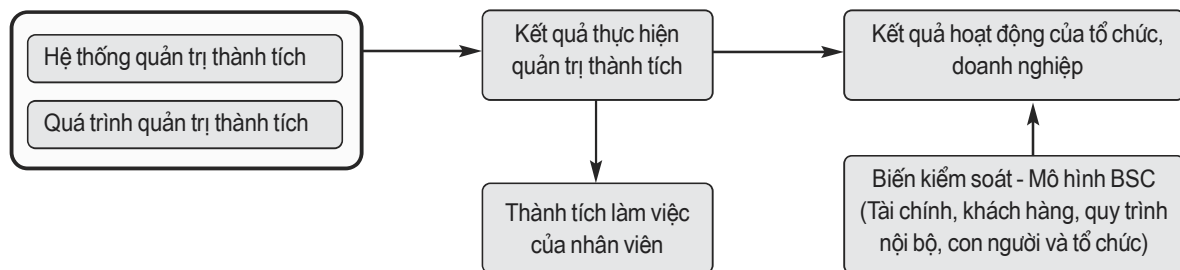 Hệ thống quản trị thành tích
Quá trình quản trị thành tích
Kết quả thực hiện
quản trị thành tích
Kết quả hoạt động của tổ chức,
doanh nghiệp
Thành tích làm việc
của nhân viên
Biến kiểm soát - Mô hình BSC
(Tài chính, khách hàng, quy trình
nội bộ, con người và tổ chức)